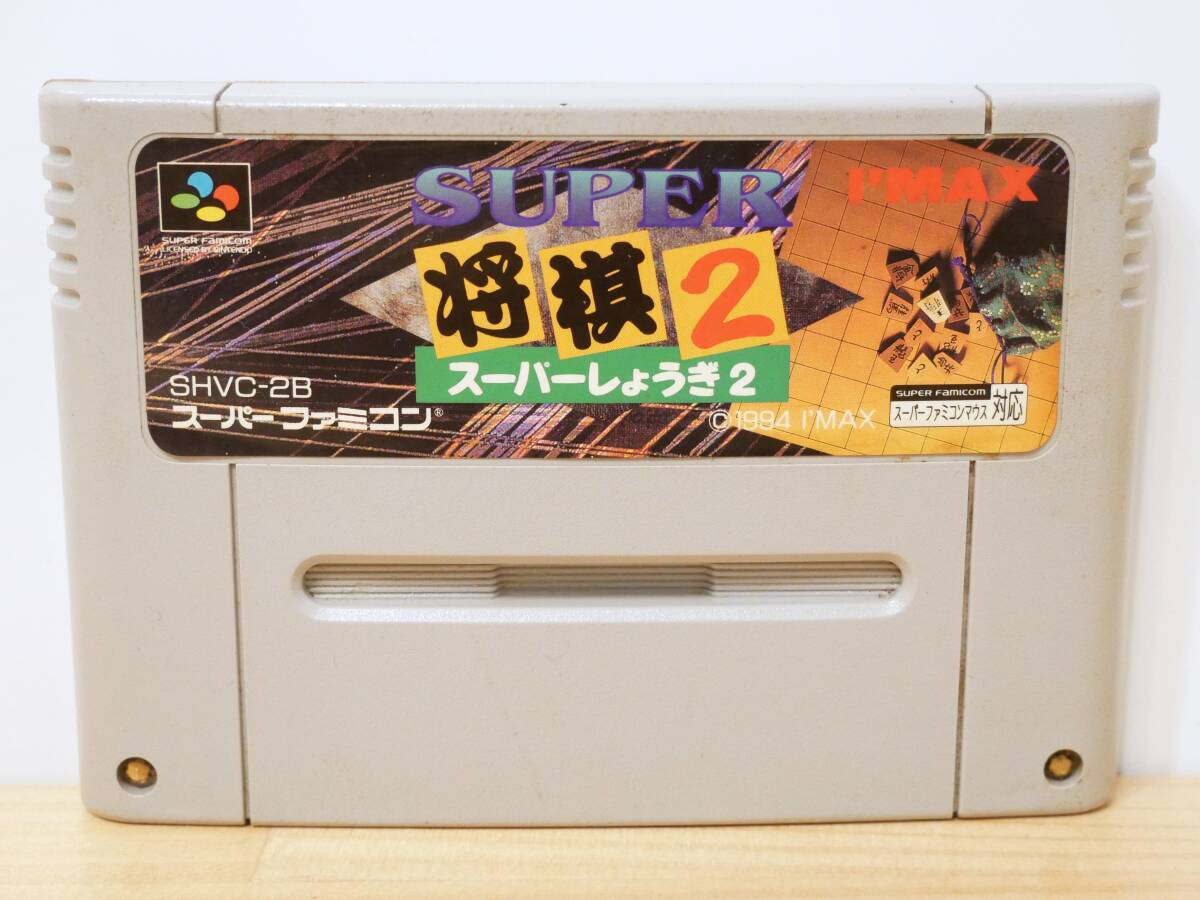 SUPER FAMICOM
LICENSED BY NINTENDO
SUPER
将棋2
スーパーしょうぎ2
I'MAX
SHVC-2B
スーパーファミコン®
©1994 I'MAX
SUPER FAMICOM
スーパーファミコンマウス 対応